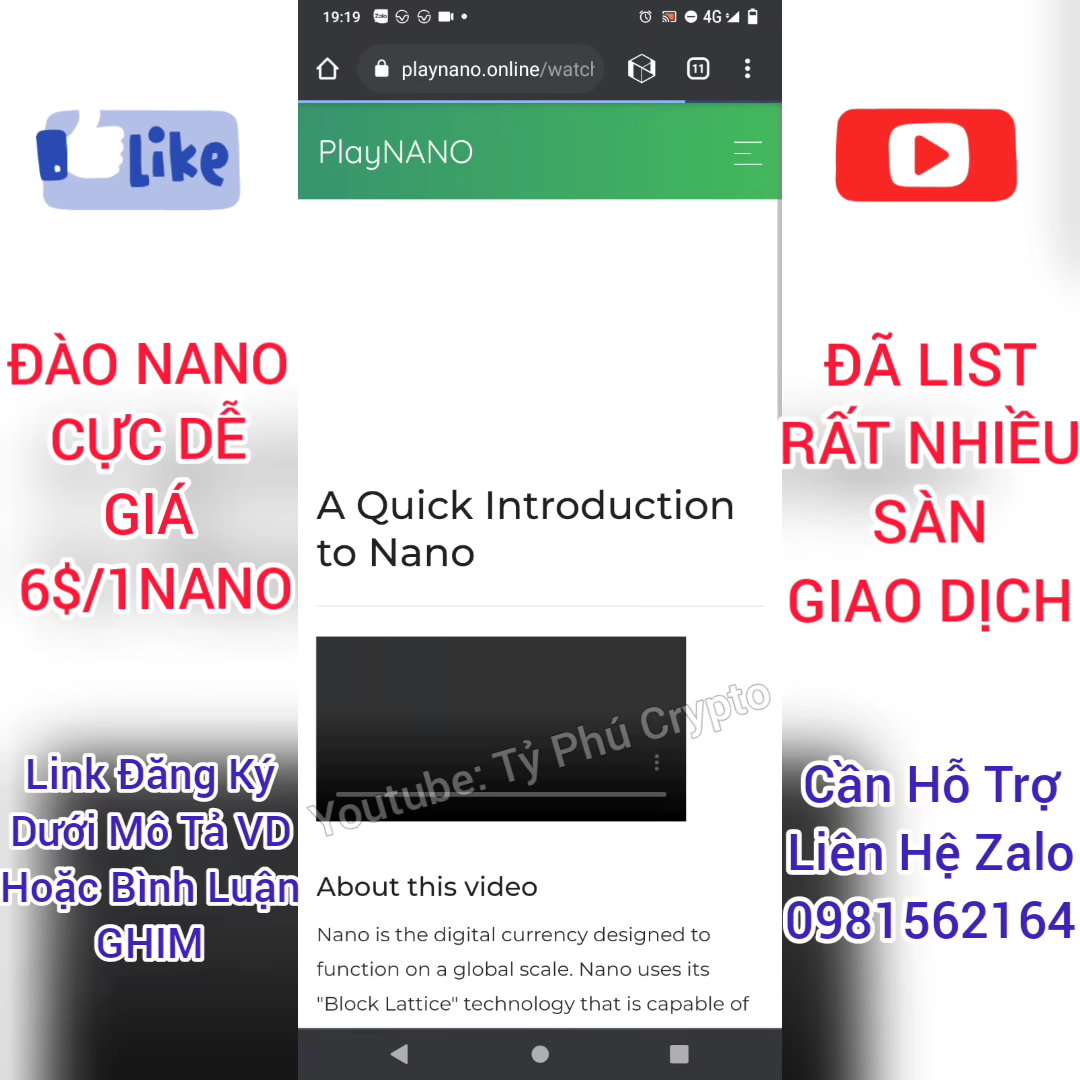 19:19
Zalo
4G
playnano.online/watch
11
PlayNANO
Like
ĐÀO NANO
CỰC DỄ
GIÁ
6$/1NANO
ĐÃ LIST
RẤT NHIỀU
SÀN
GIAO DỊCH
A Quick Introduction
to Nano
Youtube: Tỷ Phú Crypto
Link Đăng Ký
Dưới Mô Tả VD
Hoặc Bình Luận
GHIM
Cần Hỗ Trợ
Liên Hệ Zalo
0981562164
About this video
Nano is the digital currency designed to
function on a global scale. Nano uses its
"Block Lattice" technology that is capable of